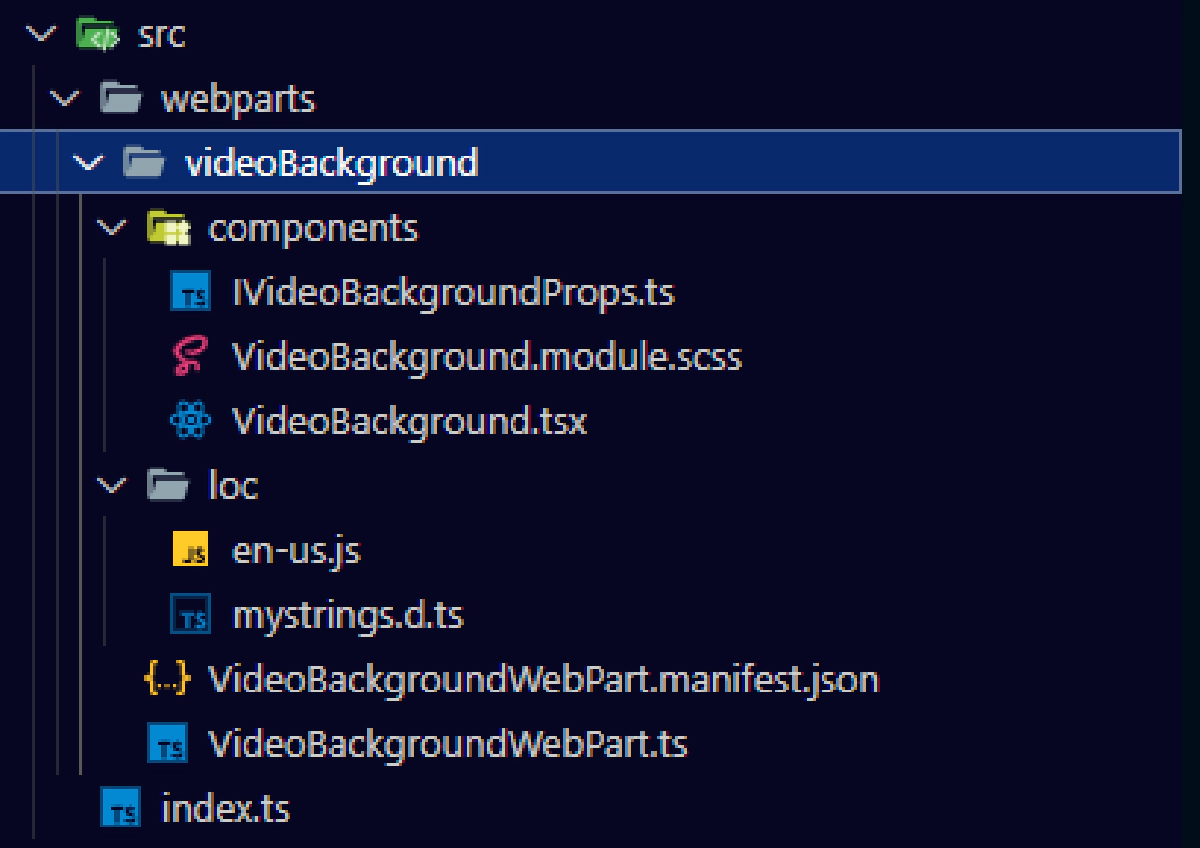 src
webparts
videoBackground
components
TS IVideoBackgroundProps.ts
VideoBackground.module.scss
VideoBackground.tsx
loc
JS en-us.js
TS mystrings.d.ts
{..} VideoBackgroundWebPart.manifest.json
TS VideoBackgroundWebPart.ts
TS index.ts